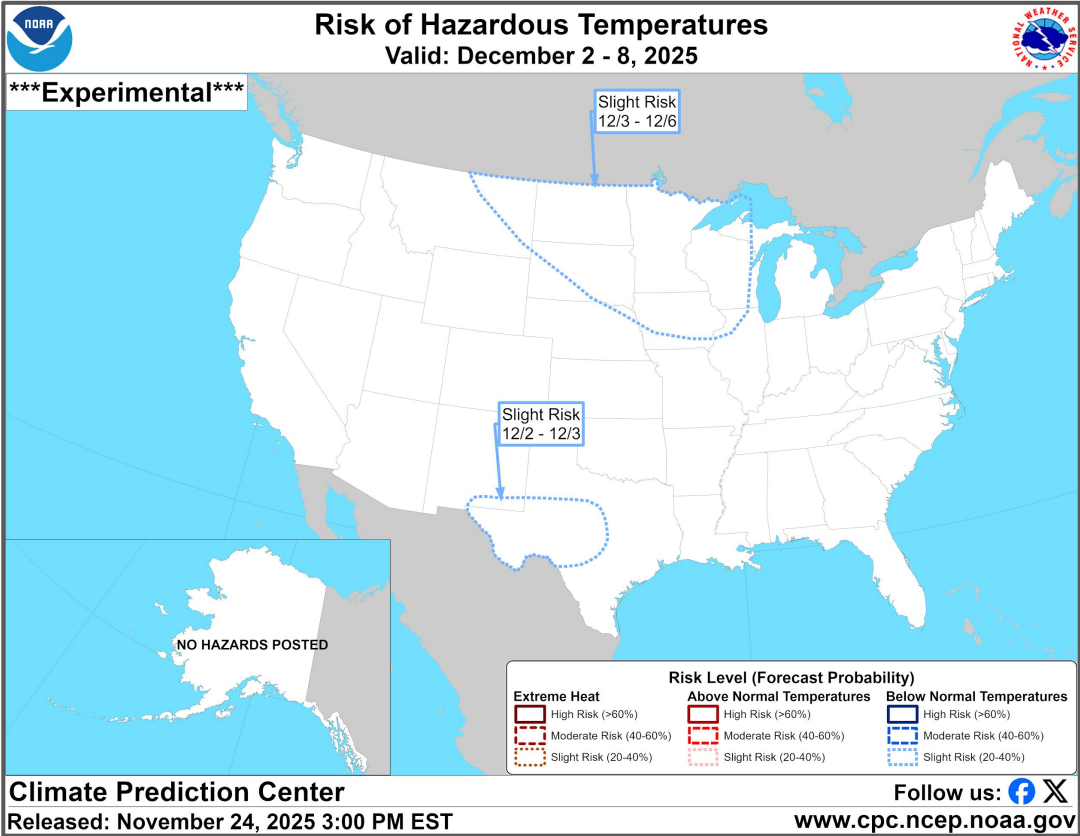 NOAA
Risk of Hazardous Temperatures
Valid: December 2 - 8, 2025
NATIONAL WEATHER SERVICE
***Experimental***
Slight Risk
12/3 - 12/6
Slight Risk
12/2 - 12/3
NO HAZARDS POSTED
Risk Level (Forecast Probability)
Extreme Heat
High Risk (>60%)
Moderate Risk (40-60%)
Slight Risk (20-40%)
Above Normal Temperatures
High Risk (>60%)
Moderate Risk (40-60%)
Slight Risk (20-40%)
Below Normal Temperatures
High Risk (>60%)
Moderate Risk (40-60%)
Slight Risk (20-40%)
Climate Prediction Center
Released: November 24, 2025 3:00 PM EST
Follow us:
www.cpc.ncep.noaa.gov